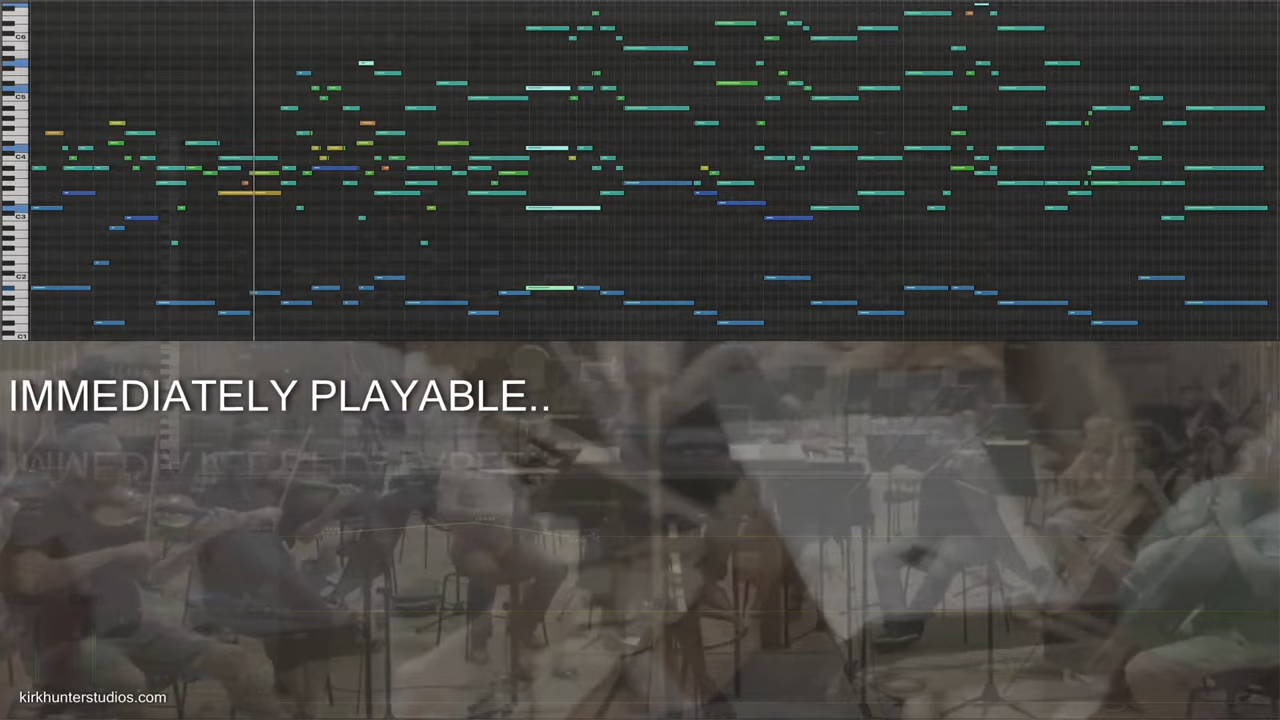 C6
C5
C4
C3
C2
C1
IMMEDIATELY PLAYABLE..
kirkhunterstudios.com